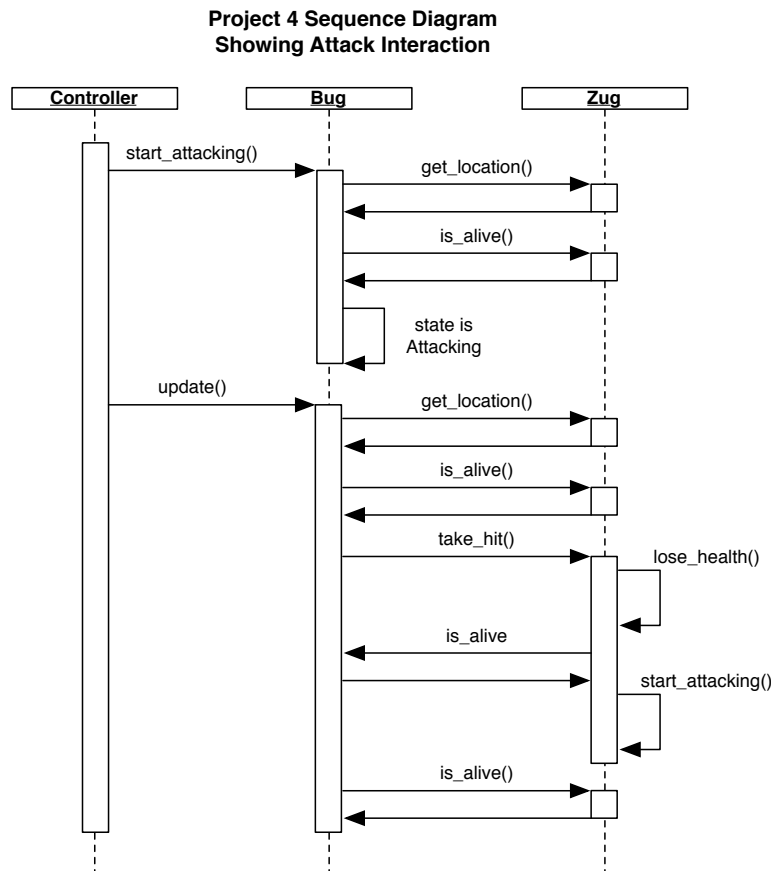 Project 4 Sequence Diagram
Showing Attack Interaction
Controller
Bug
Zug
start_attacking()
get_location()
is_alive()
state is
Attacking
update()
get_location()
is_alive()
take_hit()
lose_health()
is_alive
start_attacking()
is_alive()